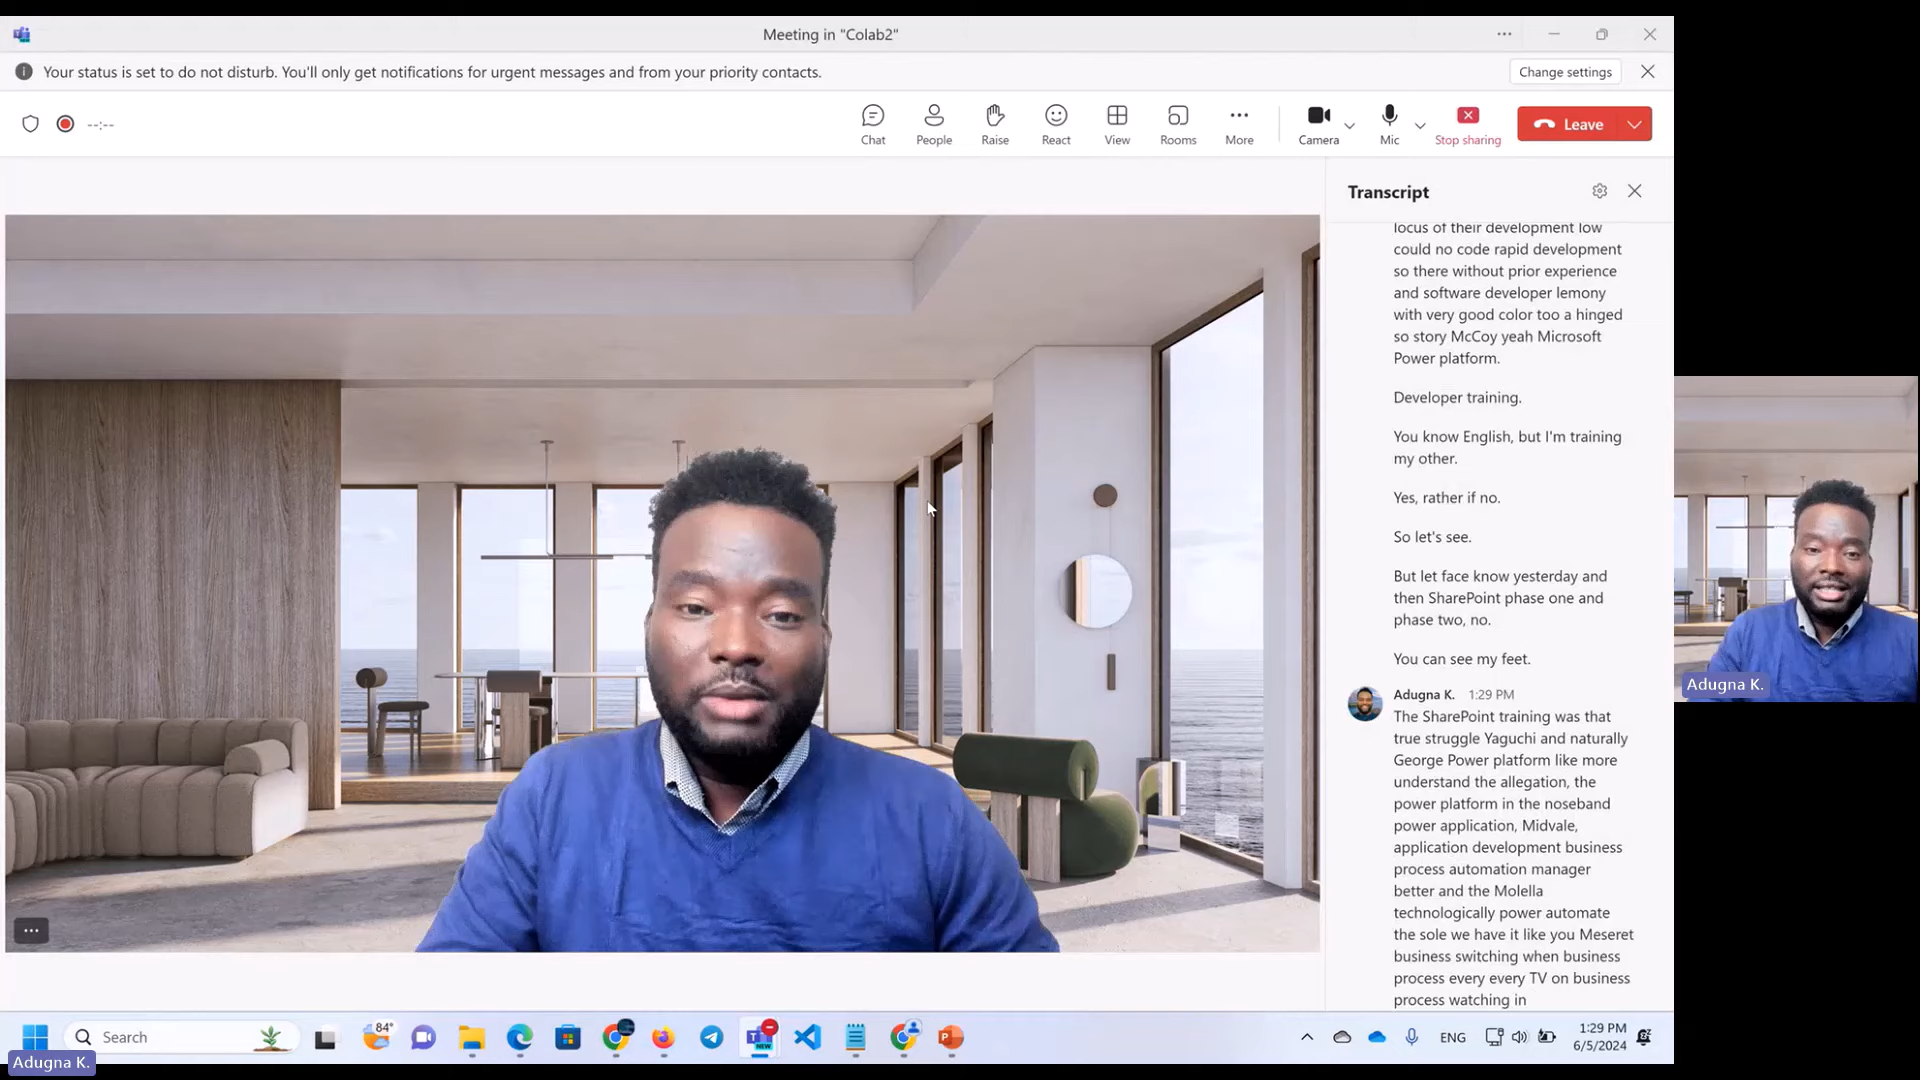 Meeting in "Colab2"
Your status is set to do not disturb. You'll only get notifications for urgent messages and from your priority contacts.
Change settings
--:--
Chat
People
Raise
React
View
Rooms
More
Camera
Mic
Stop sharing
Leave
Transcript
locus of their development low
could no code rapid development
so there without prior experience
and software developer lemony
with very good color too a hinged
so story McCoy yeah Microsoft
Power platform.
Developer training.
You know English, but I'm training
my other.
Yes, rather if no.
So let's see.
But let face know yesterday and
then SharePoint phase one and
phase two, no.
You can see my feet.
Adugna K. 1:29 PM
The SharePoint training was that
true struggle Yaguchi and naturally
George Power platform like more
understand the allegation, the
power platform in the noseband
power application, Midvale,
application development business
process automation manager
better and the Molella
technologically power automate
the sole we have it like you Meseret
business switching when business
process every every TV on business
process watching in
Adugna K.
Search
84°
NEW
ENG
1:29 PM
6/5/2024
Adugna K.